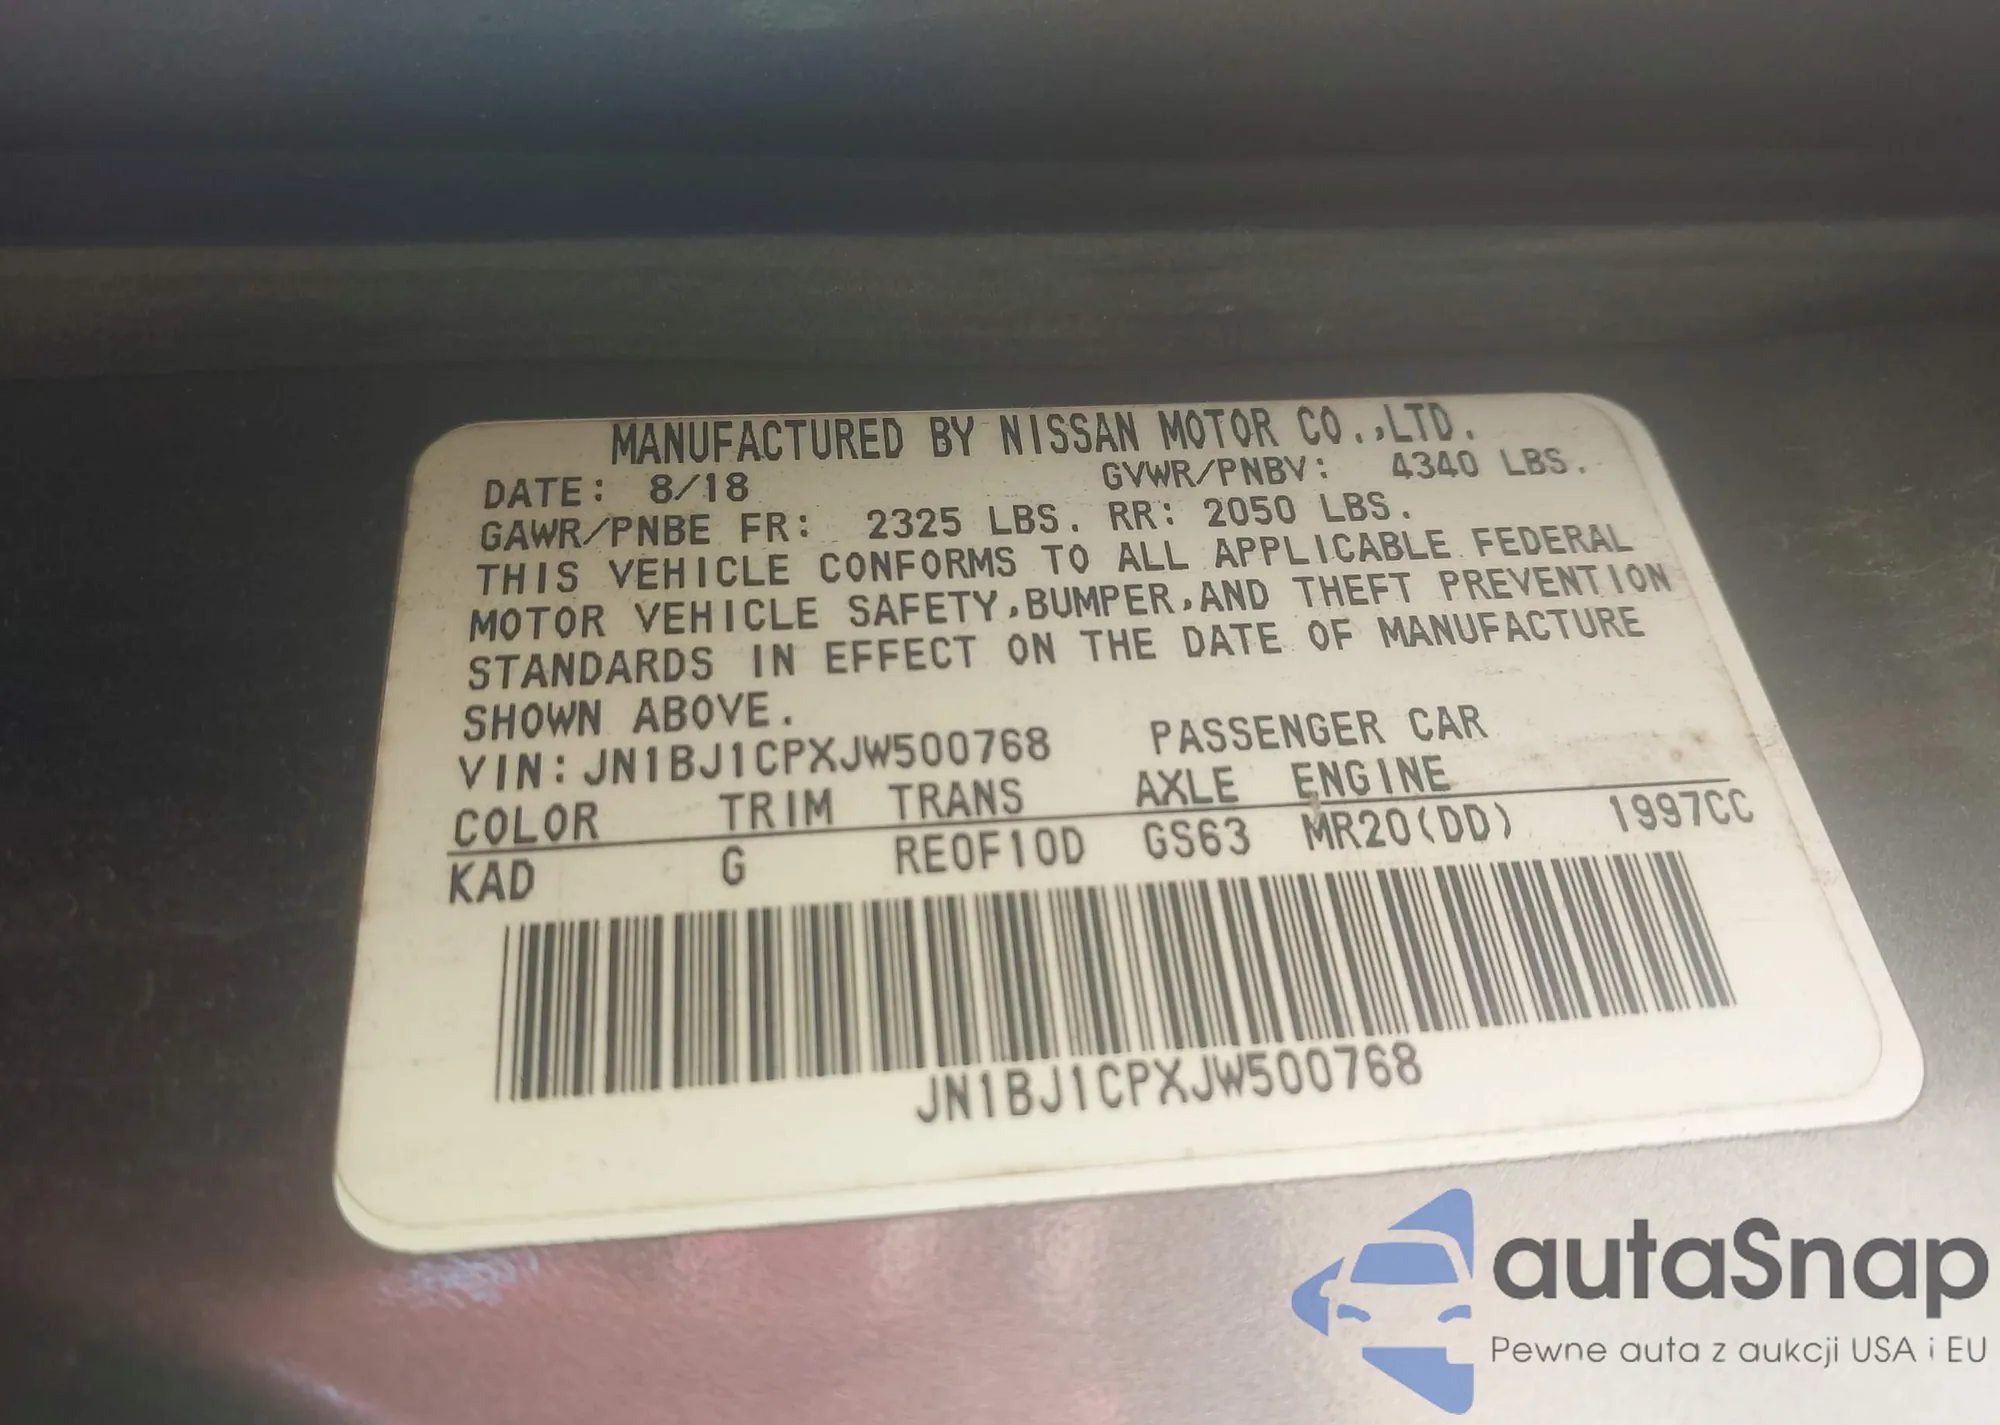 MANUFACTURED BY NISSAN MOTOR CO.,LTD.
DATE: 8/18 GVWR/PNBV: 4340 LBS.
GAWR/PNBE FR: 2325 LBS. RR: 2050 LBS.
THIS VEHICLE CONFORMS TO ALL APPLICABLE FEDERAL
MOTOR VEHICLE SAFETY,BUMPER,AND THEFT PREVENTION
STANDARDS IN EFFECT ON THE DATE OF MANUFACTURE
SHOWN ABOVE.
VIN:JN1BJ1CPXJW500768 PASSENGER CAR
COLOR TRIM TRANS AXLE ENGINE
KAD G RE0F10D GS63 MR20(DD) 1997CC
JN1BJ1CPXJW500768
autaSnap
Pewne auta z aukcji USA i EU